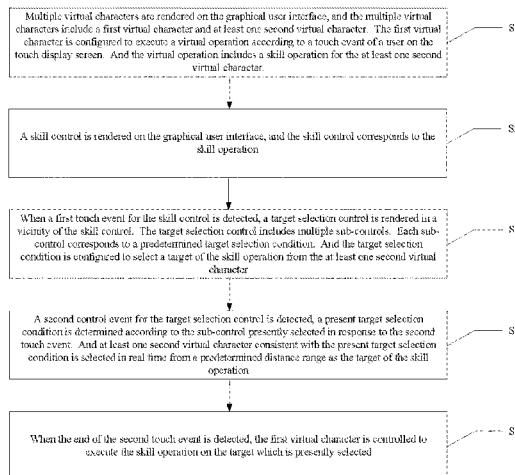 Multiple virtual characters are rendered on the graphical user interface, and the multiple virtual
characters include a first virtual character and at least one second virtual character. The first virtual
character is configured to execute a virtual operation according to a touch event of a user on the
touch display screen. And the virtual operation includes a skill operation for the at least one second
virtual character.
S
A skill control is rendered on the graphical user interface, and the skill control corresponds to the
skill operation
S
When a first touch event for the skill control is detected, a target selection control is rendered in a
vicinity of the skill control. The target selection control includes multiple sub-controls. Each sub-
control corresponds to a predetermined target selection condition. And the target selection
condition is configured to select a target of the skill operation from the at least one second virtual
character
S
A second control event for the target selection control is detected, a present target selection
condition is determined according to the sub-control presently selected in response to the second
touch event. And at least one second virtual character consistent with the present target selection
condition is selected in real time from a predetermined distance range as the target of the skill
operation
S
When the end of the second touch event is detected, the first virtual character is controlled to
execute the skill operation on the target which is presently selected
S